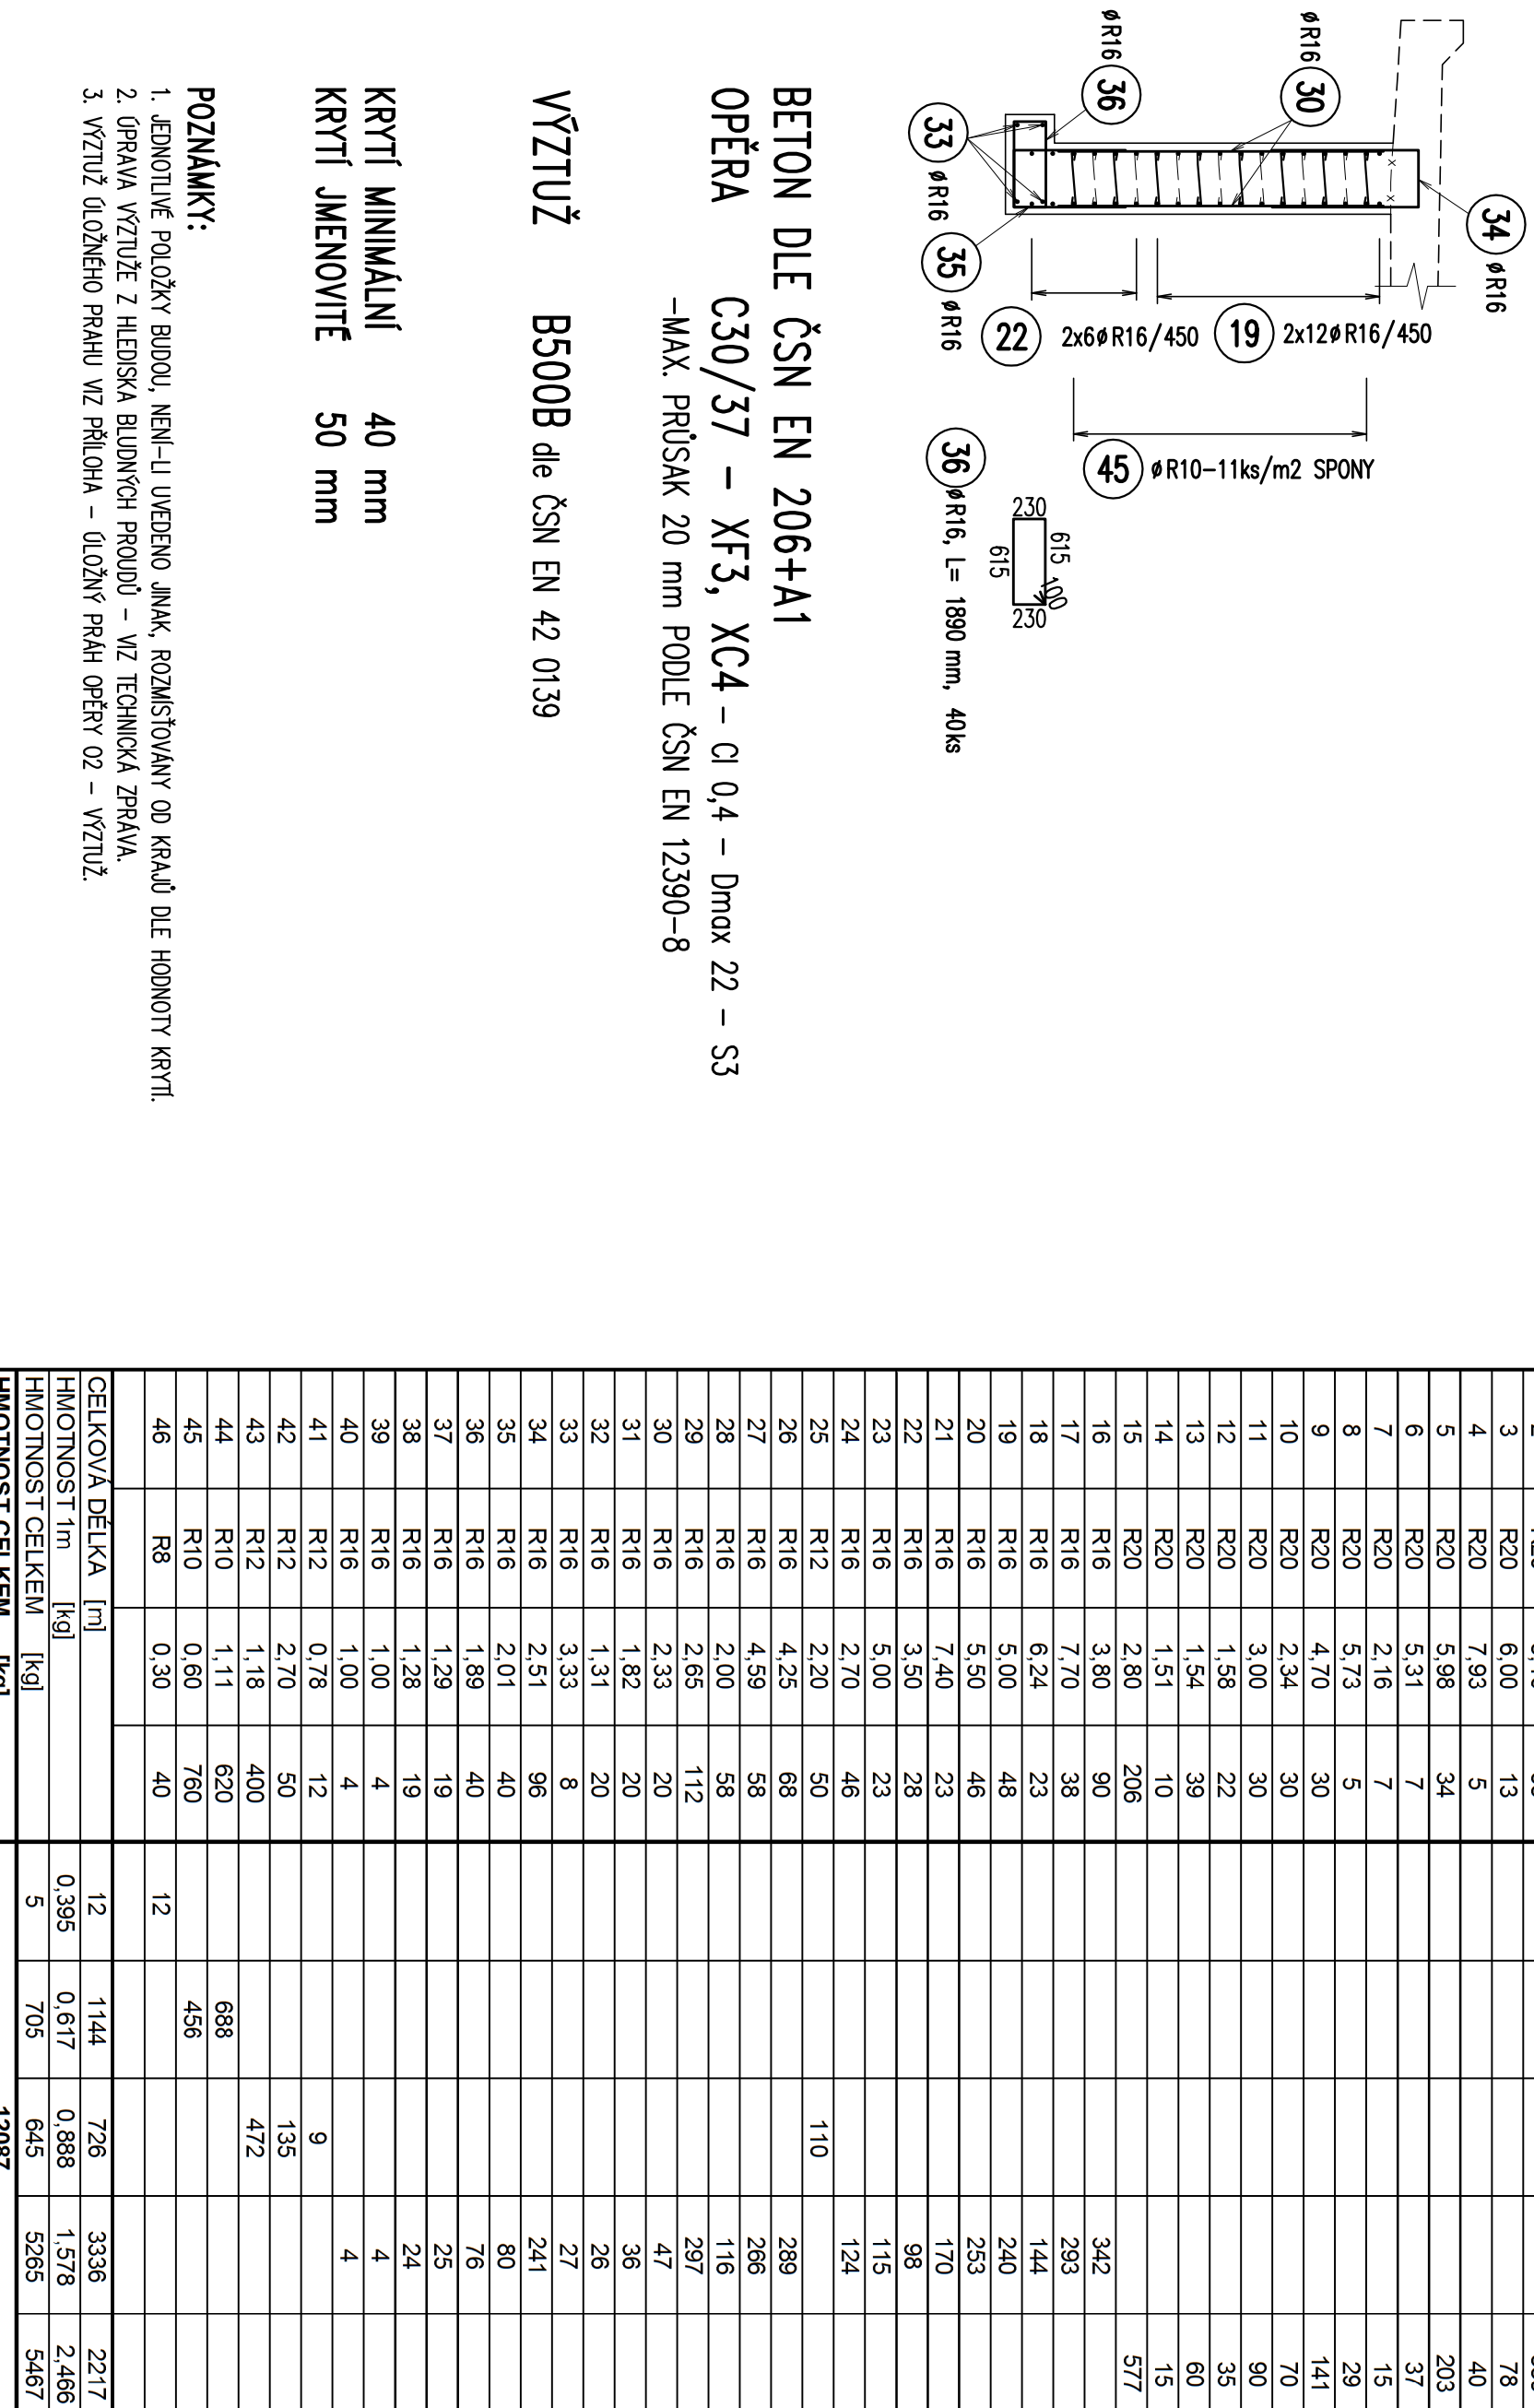 34 ø R16
ø R16 30
ø R16 36
33 ø R16
35 ø R16
19 2x12ø R16/450
22 2x6ø R16/450
45 ø R10-11ks/m2 SPONY
36 ø R16, L= 1890 mm, 40ks
230
615
100
615
230
BETON DLE ČSN EN 206+A1
OPĚRA C30/37 - XF3, XC4 - Cl 0,4 - Dmax 22 - S3
-MAX. PRŮSAK 20 mm PODLE ČSN EN 12390-8
VÝZTUŽ B500B dle ČSN EN 42 0139
KRYTÍ MINIMÁLNÍ 40 mm
KRYTÍ JMENOVITÉ 50 mm
POZNÁMKY:
1. JEDNOTLIVÉ POLOŽKY BUDOU, NENÍ-LI UVEDENO JINAK, ROZMÍSŤOVÁNY OD KRAJŮ DLE HODNOTY KRYTÍ.
2. ÚPRAVA VÝZTUŽE Z HLEDISKA BLUDNÝCH PROUDŮ - VIZ TECHNICKÁ ZPRÁVA.
3. VÝZTUŽ ÚLOŽNÉHO PRAHU VIZ PŘÍLOHA - ÚLOŽNÝ PRÁH OPĚRY 02 - VÝZTUŽ.
3 R20 6,00 13 78
4 R20 7,93 5 40
5 R20 5,98 34 203
6 R20 5,31 7 37
7 R20 2,16 7 15
8 R20 5,73 5 29
9 R20 4,70 30 141
10 R20 2,34 30 70
11 R20 3,00 30 90
12 R20 1,58 22 35
13 R20 1,54 39 60
14 R20 1,51 10 15
15 R20 2,80 206 577
16 R16 3,80 90 342
17 R16 7,70 38 293
18 R16 6,24 23 144
19 R16 5,00 48 240
20 R16 5,50 46 253
21 R16 7,40 23 170
22 R16 3,50 28 98
23 R16 5,00 23 115
24 R16 2,70 46 124
25 R12 2,20 50 110
26 R16 4,25 68 289
27 R16 4,59 58 266
28 R16 2,00 58 116
29 R16 2,65 112 297
30 R16 2,33 20 47
31 R16 1,82 20 36
32 R16 1,31 20 26
33 R16 3,33 8 27
34 R16 2,51 96 241
35 R16 2,01 40 80
36 R16 1,89 40 76
37 R16 1,29 19 25
38 R16 1,28 19 24
39 R16 1,00 4 4
40 R16 1,00 4 4
41 R12 0,78 12 9
42 R12 2,70 50 135
43 R12 1,18 400 472
44 R10 1,11 620 688
45 R10 0,60 760 456
46 R8 0,30 40 12
CELKOVÁ DÉLKA [m] 12 1144 726 3336 2217
HMOTNOST 1m [kg] 0,395 0,617 0,888 1,578 2,466
HMOTNOST CELKEM [kg] 5 705 645 5265 5467
HMOTNOST CELKEM [kg] 12087